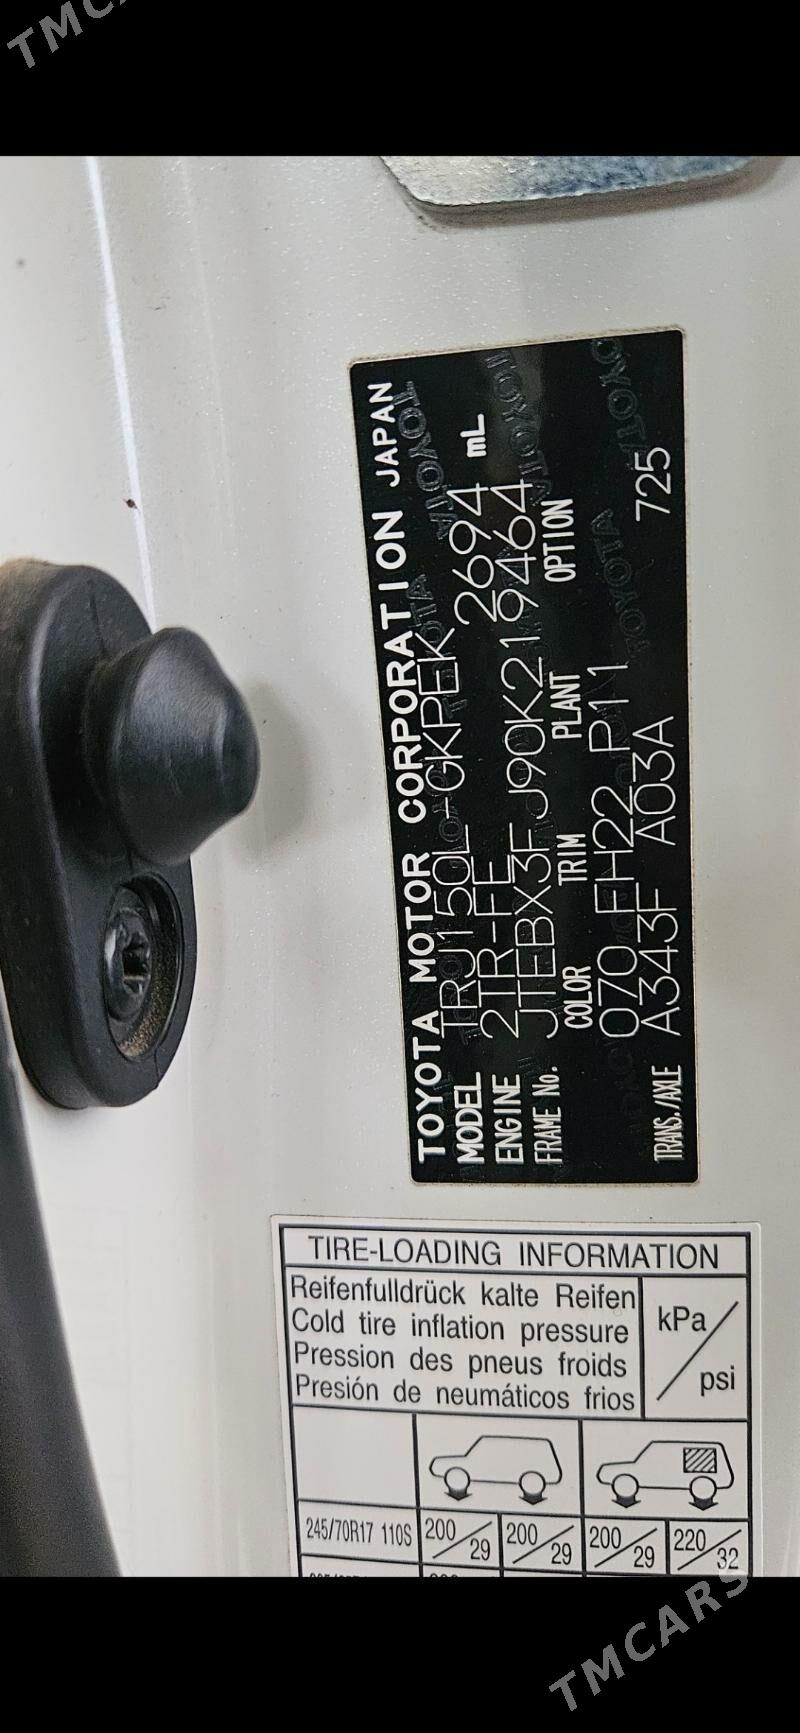 TMCARS
TOYOTA MOTOR CORPORATION JAPAN
MODEL TRJ150L-GKPEK 2694 mL
ENGINE 2TR-FE
FRAME No. JTEBX3FJ90K219464
COLOR TRIM PLANT OPTION
070 FH22 P11
TRANS./AXLE A343F A03A 725
TIRE-LOADING INFORMATION
Reifenfulldrück kalte Reifen
Cold tire inflation pressure
Pression des pneus froids
Presión de neumáticos frios
kPa/psi
245/70R17 110S 200/29 200/29 200/29 220/32
TMCARS